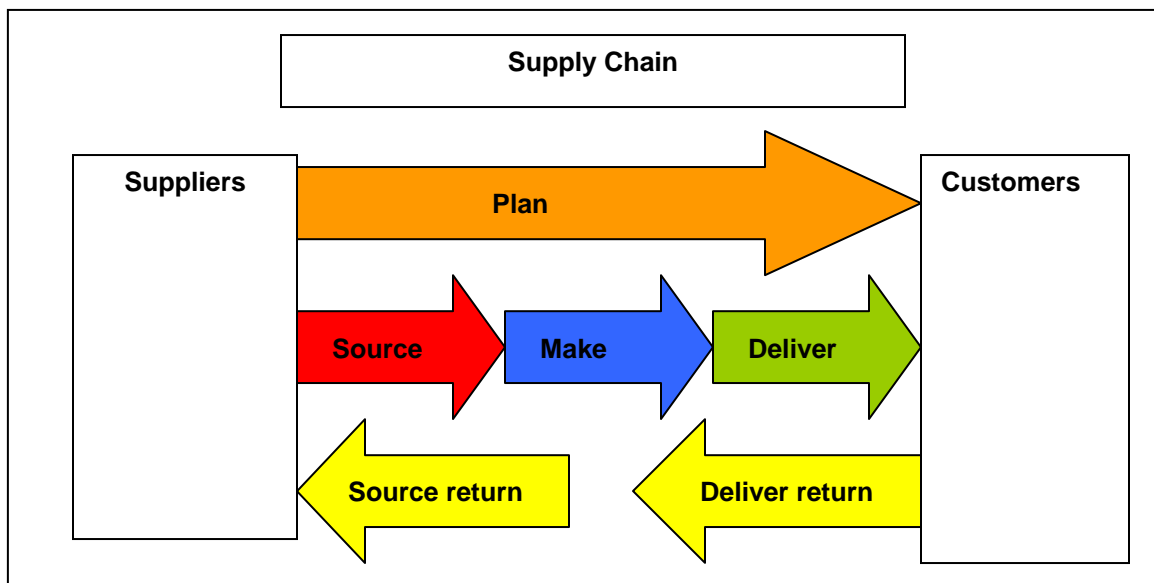 Supply Chain
Suppliers
Customers
Plan
Source
Make
Deliver
Source return
Deliver return